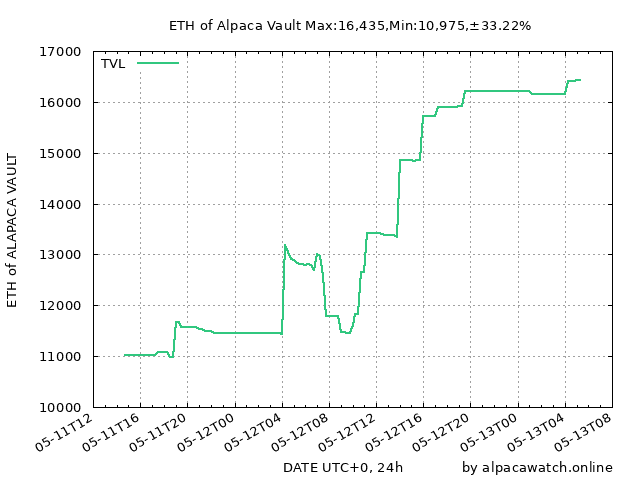 ETH of Alpaca Vault Max:16,435,Min:10,975,±33.22%
TVL
17000
16000
15000
14000
13000
12000
11000
10000
ETH of ALAPACA VAULT
05-11T12
05-11T16
05-11T20
05-12T00
05-12T04
05-12T08
05-12T12
05-12T16
05-12T20
05-13T00
05-13T04
05-13T08
DATE UTC+0, 24h
by alpacawatch.online